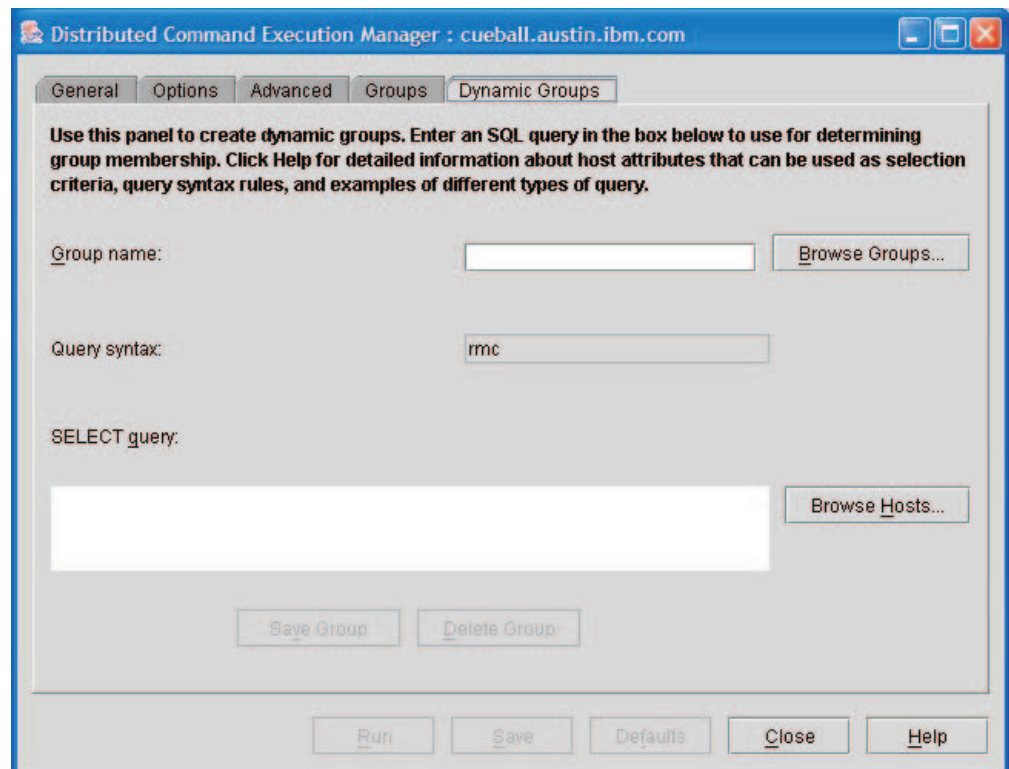 Distributed Command Execution Manager : cueball.austin.ibm.com
General Options Advanced Groups Dynamic Groups
Use this panel to create dynamic groups. Enter an SQL query in the box below to use for determining
group membership. Click Help for detailed information about host attributes that can be used as selection
criteria, query syntax rules, and examples of different types of query.
Group name: Browse Groups...
Query syntax: rmc
SELECT query:
Browse Hosts...
Save Group Delete Group
Run Save Defaults Close Help